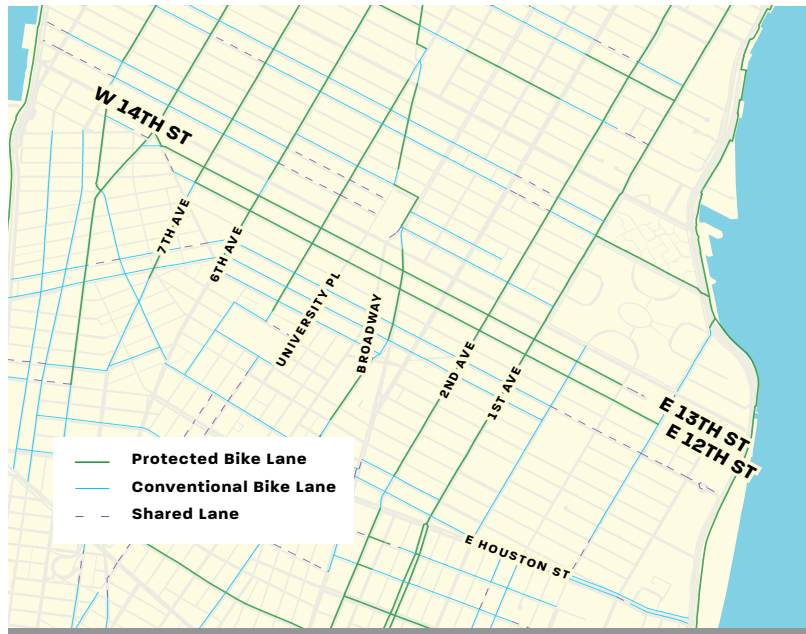 W 14TH ST
7TH AVE
6TH AVE
UNIVERSITY PL
BROADWAY
2ND AVE
1ST AVE
E 13TH ST
E 12TH ST
Protected Bike Lane
Conventional Bike Lane
Shared Lane
E HOUSTON ST